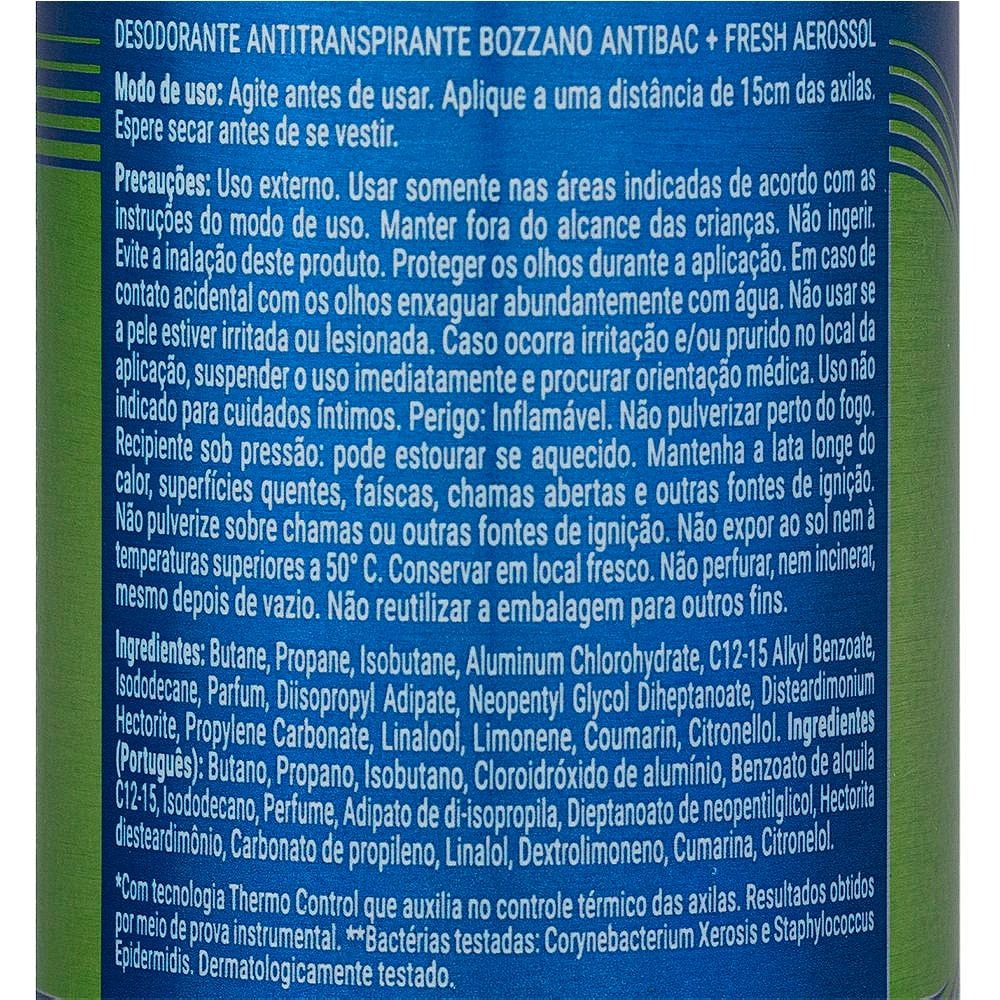 DESODORANTE ANTITRANSPIRANTE BOZZANO ANTIBAC + FRESH AEROSSOL
Modo de uso: Agite antes de usar. Aplique a uma distância de 15cm das axilas.
Espere secar antes de se vestir.
Precauções: Uso externo. Usar somente nas áreas indicadas de acordo com as
instruções do modo de uso. Manter fora do alcance das crianças. Não ingerir.
Evite a inalação deste produto. Proteger os olhos durante a aplicação. Em caso de
contato acidental com os olhos enxaguar abundantemente com água. Não usar se
a pele estiver irritada ou lesionada. Caso ocorra irritação e/ou prurido no local da
aplicação, suspender o uso imediatamente e procurar orientação médica. Uso não
indicado para cuidados íntimos. Perigo: Inflamável. Não pulverizar perto do fogo.
Recipiente sob pressão: pode estourar se aquecido. Mantenha a lata longe do
calor, superfícies quentes, faíscas, chamas abertas e outras fontes de ignição.
Não pulverize sobre chamas ou outras fontes de ignição. Não expor ao sol nem à
temperaturas superiores a 50° C. Conservar em local fresco. Não perfurar, nem incinerar,
mesmo depois de vazio. Não reutilizar a embalagem para outros fins.
Ingredientes: Butane, Propane, Isobutane, Aluminum Chlorohydrate, C12-15 Alkyl Benzoate,
Isododecane, Parfum, Diisopropyl Adipate, Neopentyl Glycol Diheptanoate, Disteardimonium
Hectorite, Propylene Carbonate, Linalool, Limonene, Coumarin, Citronellol. Ingredientes
(Português): Butano, Propano, Isobutano, Cloroidróxido de alumínio, Benzoato de alquila
C12-15, Isododecano, Perfume, Adipato de di-isopropila, Dieptanoato de neopentilglicol, Hectorita
diesteardimônio, Carbonato de propileno, Linalol, Dextrolimoneno, Cumarina, Citronelol.
*Com tecnologia Thermo Control que auxilia no controle térmico das axilas. Resultados obtidos
por meio de prova instrumental. **Bactérias testadas: Corynebacterium Xerosis e Staphylococcus
Epidermidis. Dermatologicamente testado.